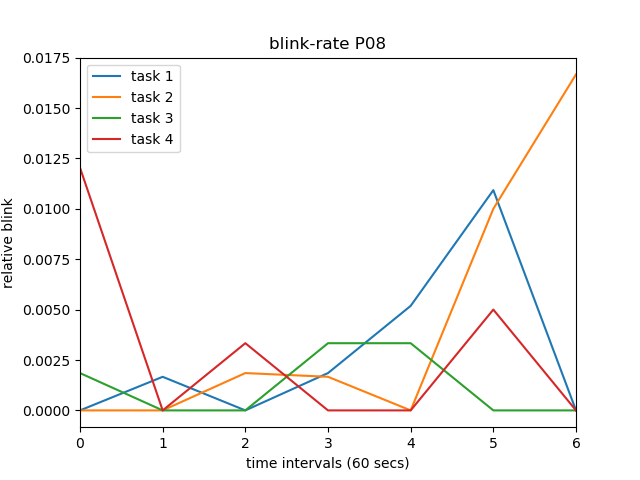 blink-rate P08
0.0175
0.0150
0.0125
0.0100
0.0075
0.0050
0.0025
0.0000
relative blink
task 1
task 2
task 3
task 4
0 1 2 3 4 5 6
time intervals (60 secs)